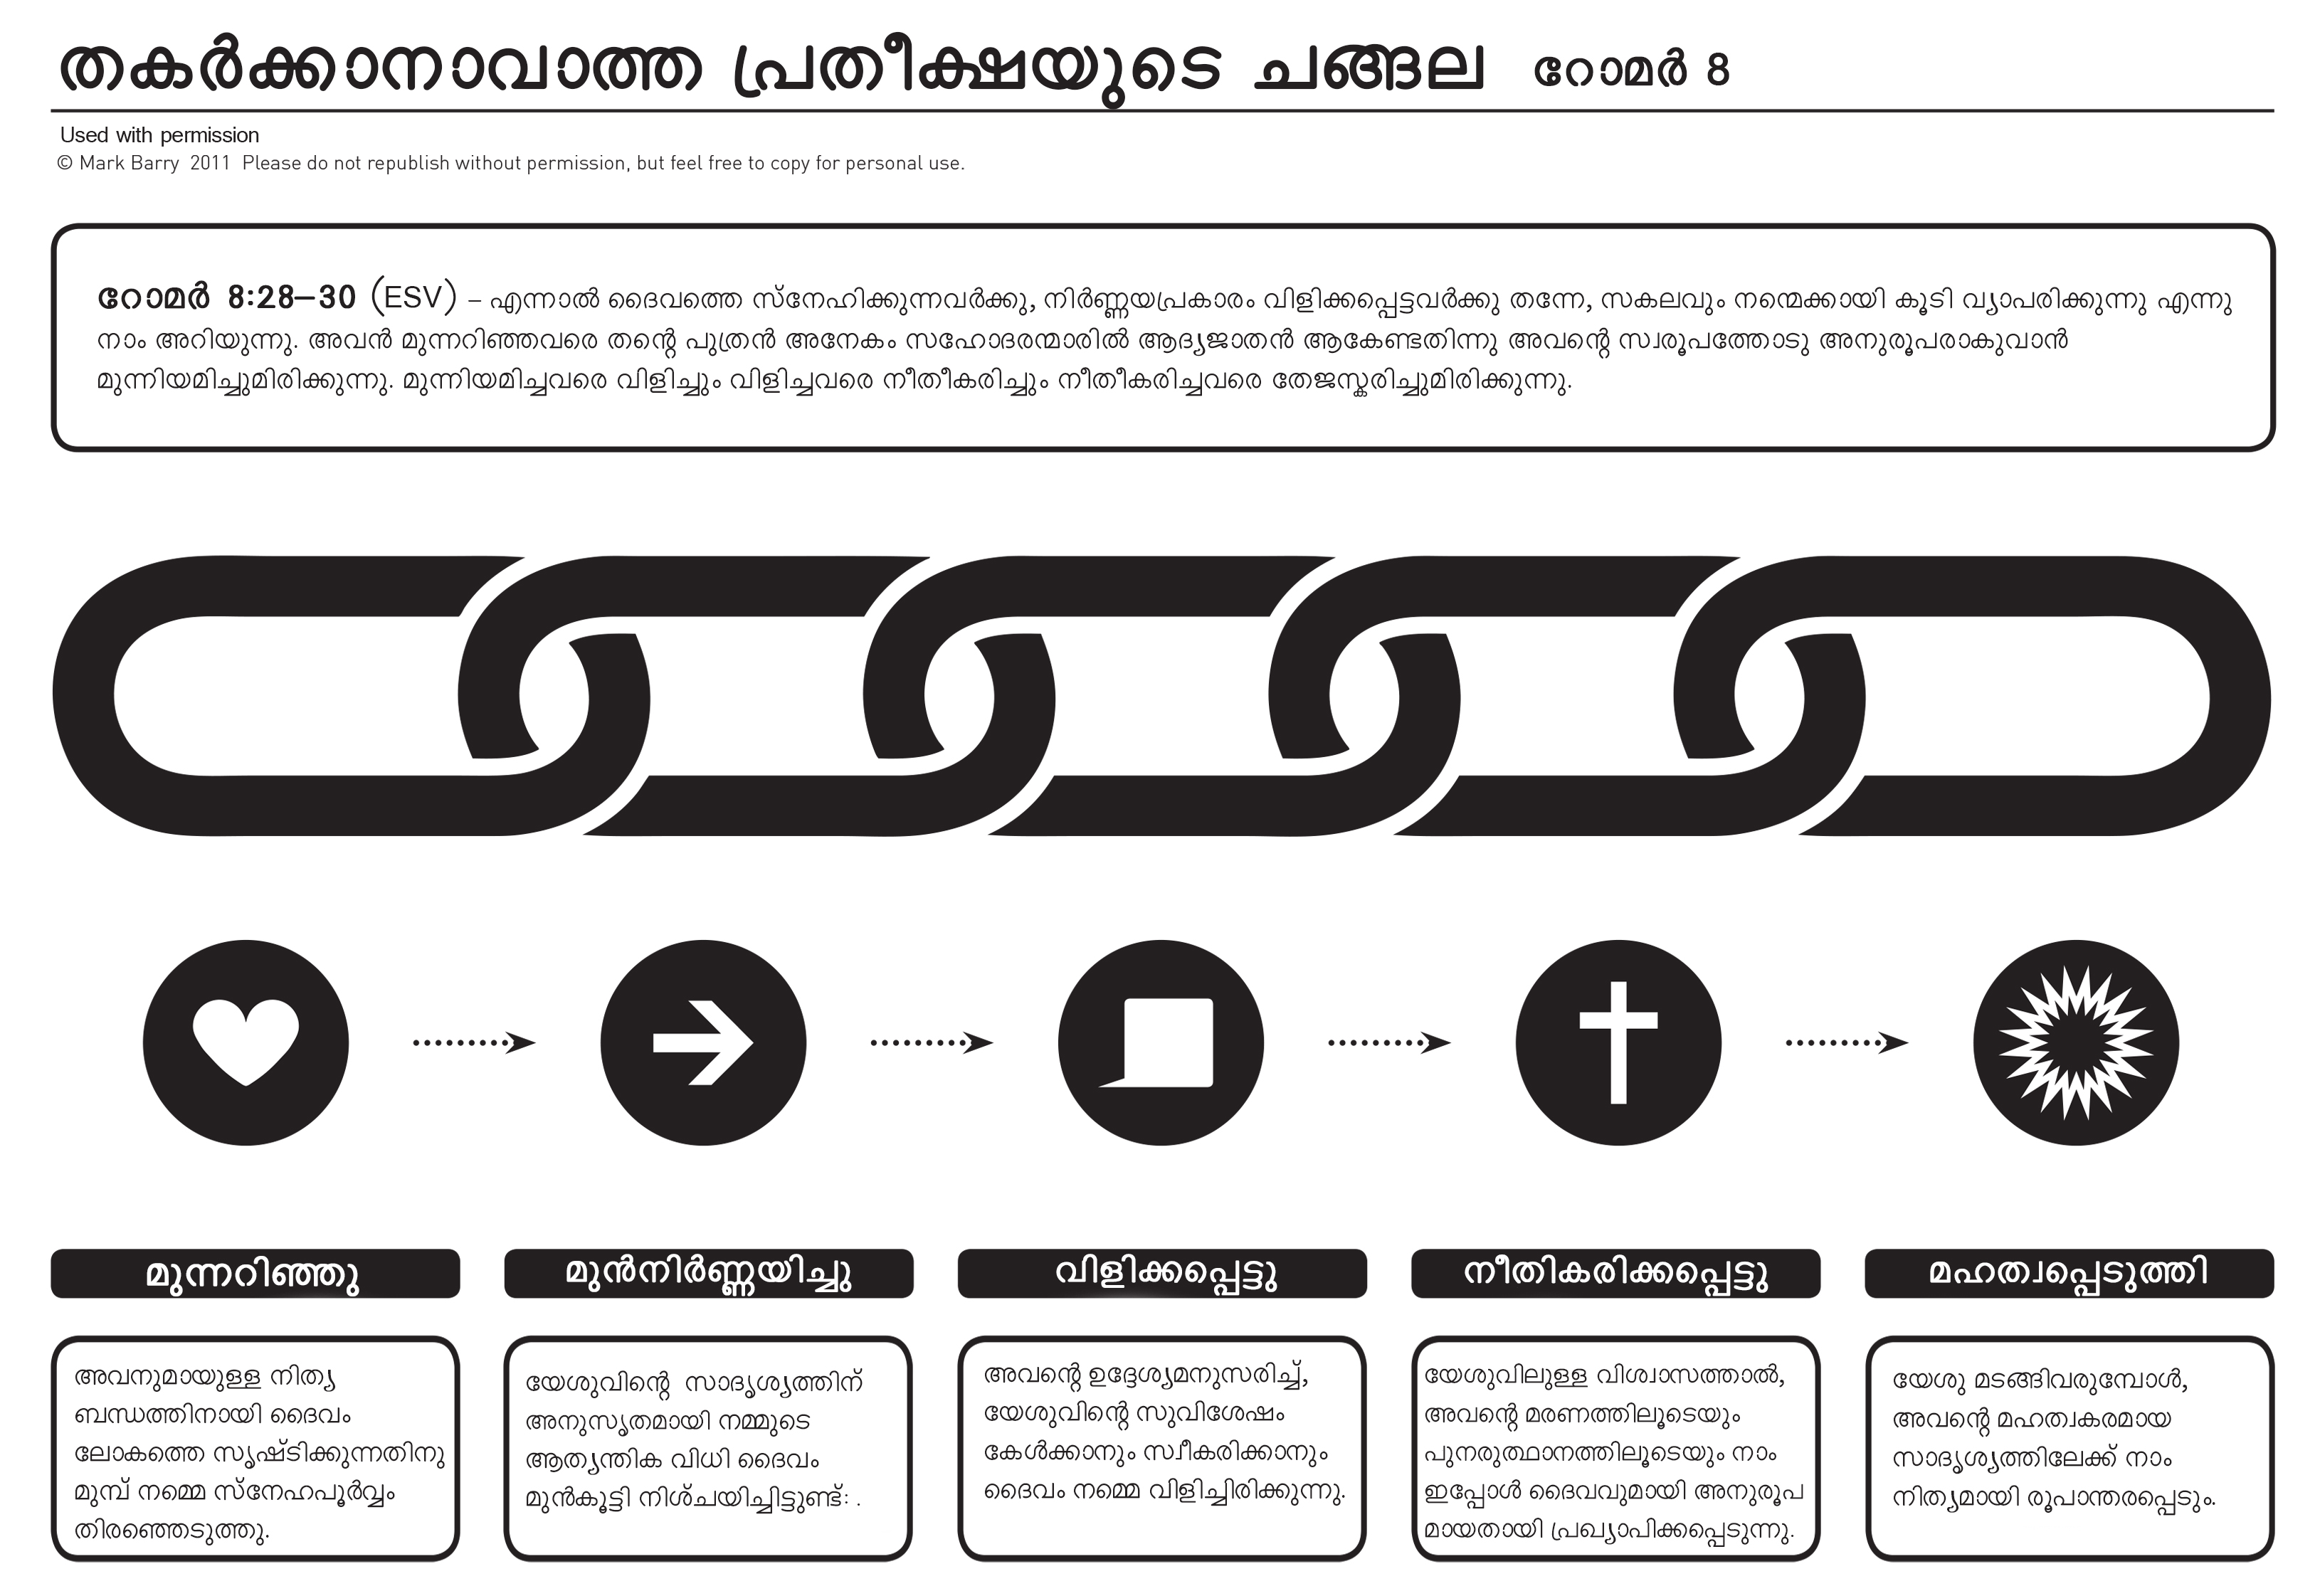 തകർക്കാനാവാത്ത പ്രതീക്ഷയുടെ ചങ്ങല റോമർ 8
Used with permission
© Mark Barry 2011 Please do not republish without permission, but feel free to copy for personal use.
റോമർ 8:28–30 (ESV) – എന്നാൽ ദൈവത്തെ സ്നേഹിക്കുന്നവർക്കു, നിർണ്ണയപ്രകാരം വിളിക്കപ്പെട്ടവർക്കു തന്നേ, സകലവും നന്മെക്കായി കൂടി വ്യാപരിക്കുന്നു എന്നു
നാം അറിയുന്നു. അവൻ മുന്നറിഞ്ഞവരെ തന്റെ പുത്രൻ അനേകം സഹോദരന്മാരിൽ ആദ്യജാതൻ ആകേണ്ടതിന്നു അവന്റെ സ്വരൂപത്തോടു അനുരൂപരാകുവാൻ
മുന്നിയമിച്ചുമിരിക്കുന്നു. മുന്നിയമിച്ചവരെ വിളിച്ചും വിളിച്ചവരെ നീതീകരിച്ചും നീതീകരിച്ചവരെ തേജസ്കരിച്ചുമിരിക്കുന്നു.
മുന്നറിഞ്ഞു
മുൻനിർണ്ണയിച്ചു
വിളിക്കപ്പെട്ടു
നീതികരിക്കപ്പെട്ടു
മഹത്വപ്പെടുത്തി
അവനുമായുള്ള നിത്യ
ബന്ധത്തിനായി ദൈവം
ലോകത്തെ സൃഷ്ടിക്കുന്നതിനു
മുമ്പ് നമ്മെ സ്നേഹപൂർവ്വം
തിരഞ്ഞെടുത്തു.
യേശുവിന്റെ സാദൃശ്യത്തിന്
അനുസൃതമായി നമ്മുടെ
ആത്യന്തിക വിധി ദൈവം
മുൻകൂട്ടി നിശ്ചയിച്ചിട്ടുണ്ട്: .
അവന്റെ ഉദ്ദേശ്യമനുസരിച്ച്,
യേശുവിന്റെ സുവിശേഷം
കേൾക്കാനും സ്വീകരിക്കാനും
ദൈവം നമ്മെ വിളിച്ചിരിക്കുന്നു.
യേശുവിലുള്ള വിശ്വാസത്താൽ,
അവന്റെ മരണത്തിലൂടെയും
പുനരുത്ഥാനത്തിലൂടെയും നാം
ഇപ്പോൾ ദൈവവുമായി അനുരൂപ
മായതായി പ്രഖ്യാപിക്കപ്പെടുന്നു.
യേശു മടങ്ങിവരുമ്പോൾ,
അവന്റെ മഹത്വകരമായ
സാദൃശ്യത്തിലേക്ക് നാം
നിത്യമായി രൂപാന്തരപ്പെടും.